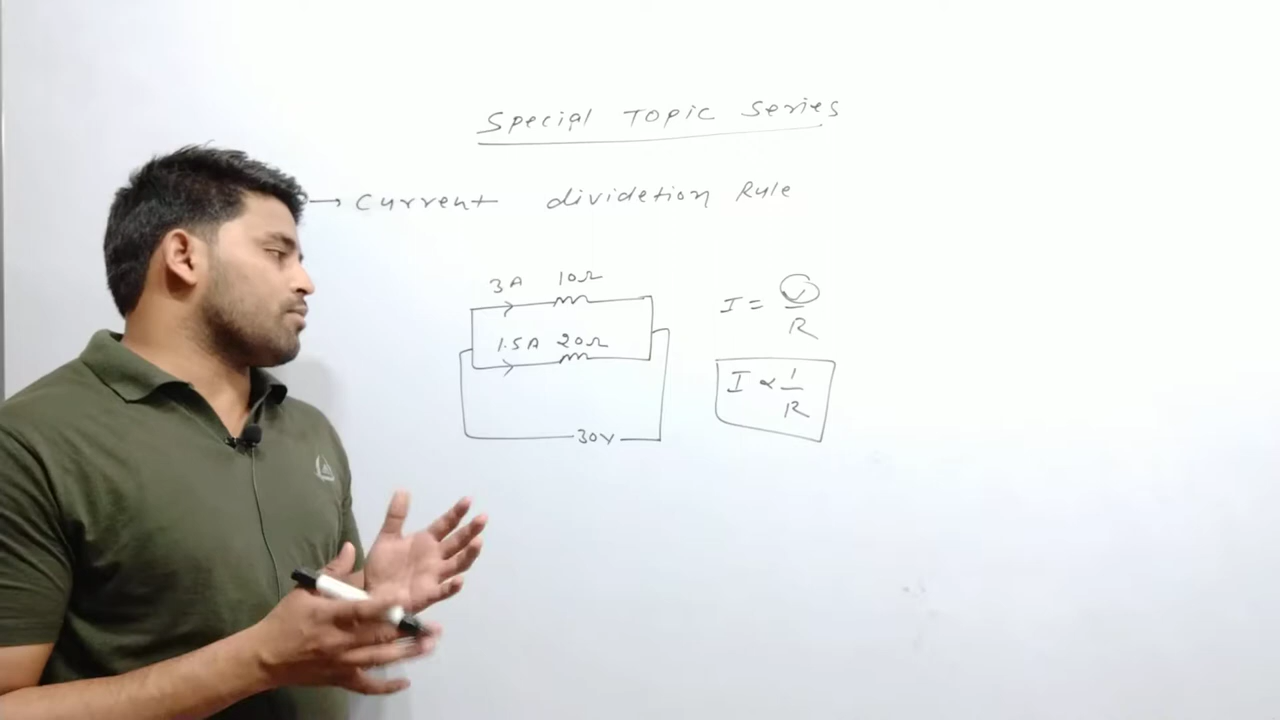 Special Topic Series
→ Current dividetion Rule
3A 10Ω
1.5A 20Ω
30V
I = V/R
I ∝ 1/R